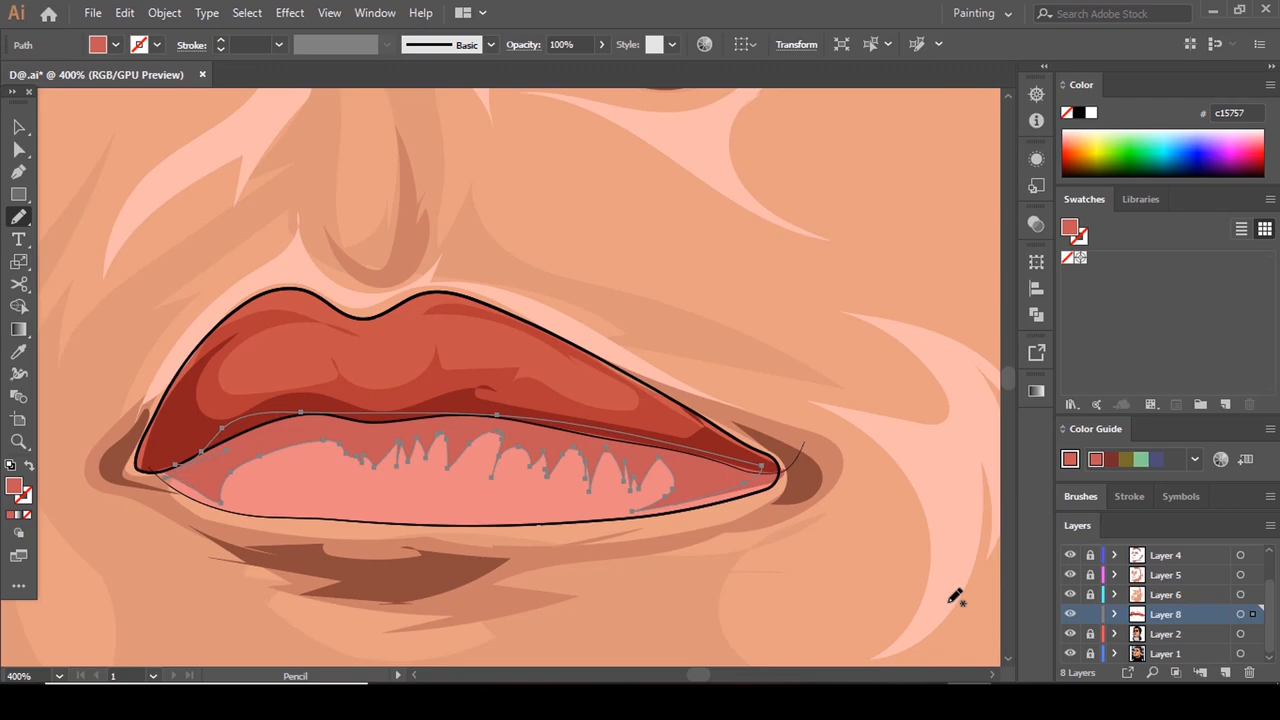 Ai File Edit Object Type Select Effect View Window Help Painting Search Adobe Stock
Path Stroke: Basic Opacity: 100% Style: Transform
D@.ai* @ 400% (RGB/GPU Preview)
Color
# c15757
Swatches Libraries
Color Guide
Brushes Stroke Symbols
Layers
Layer 4
Layer 5
Layer 6
Layer 8
Layer 2
Layer 1
400% 1 Pencil 8 Layers